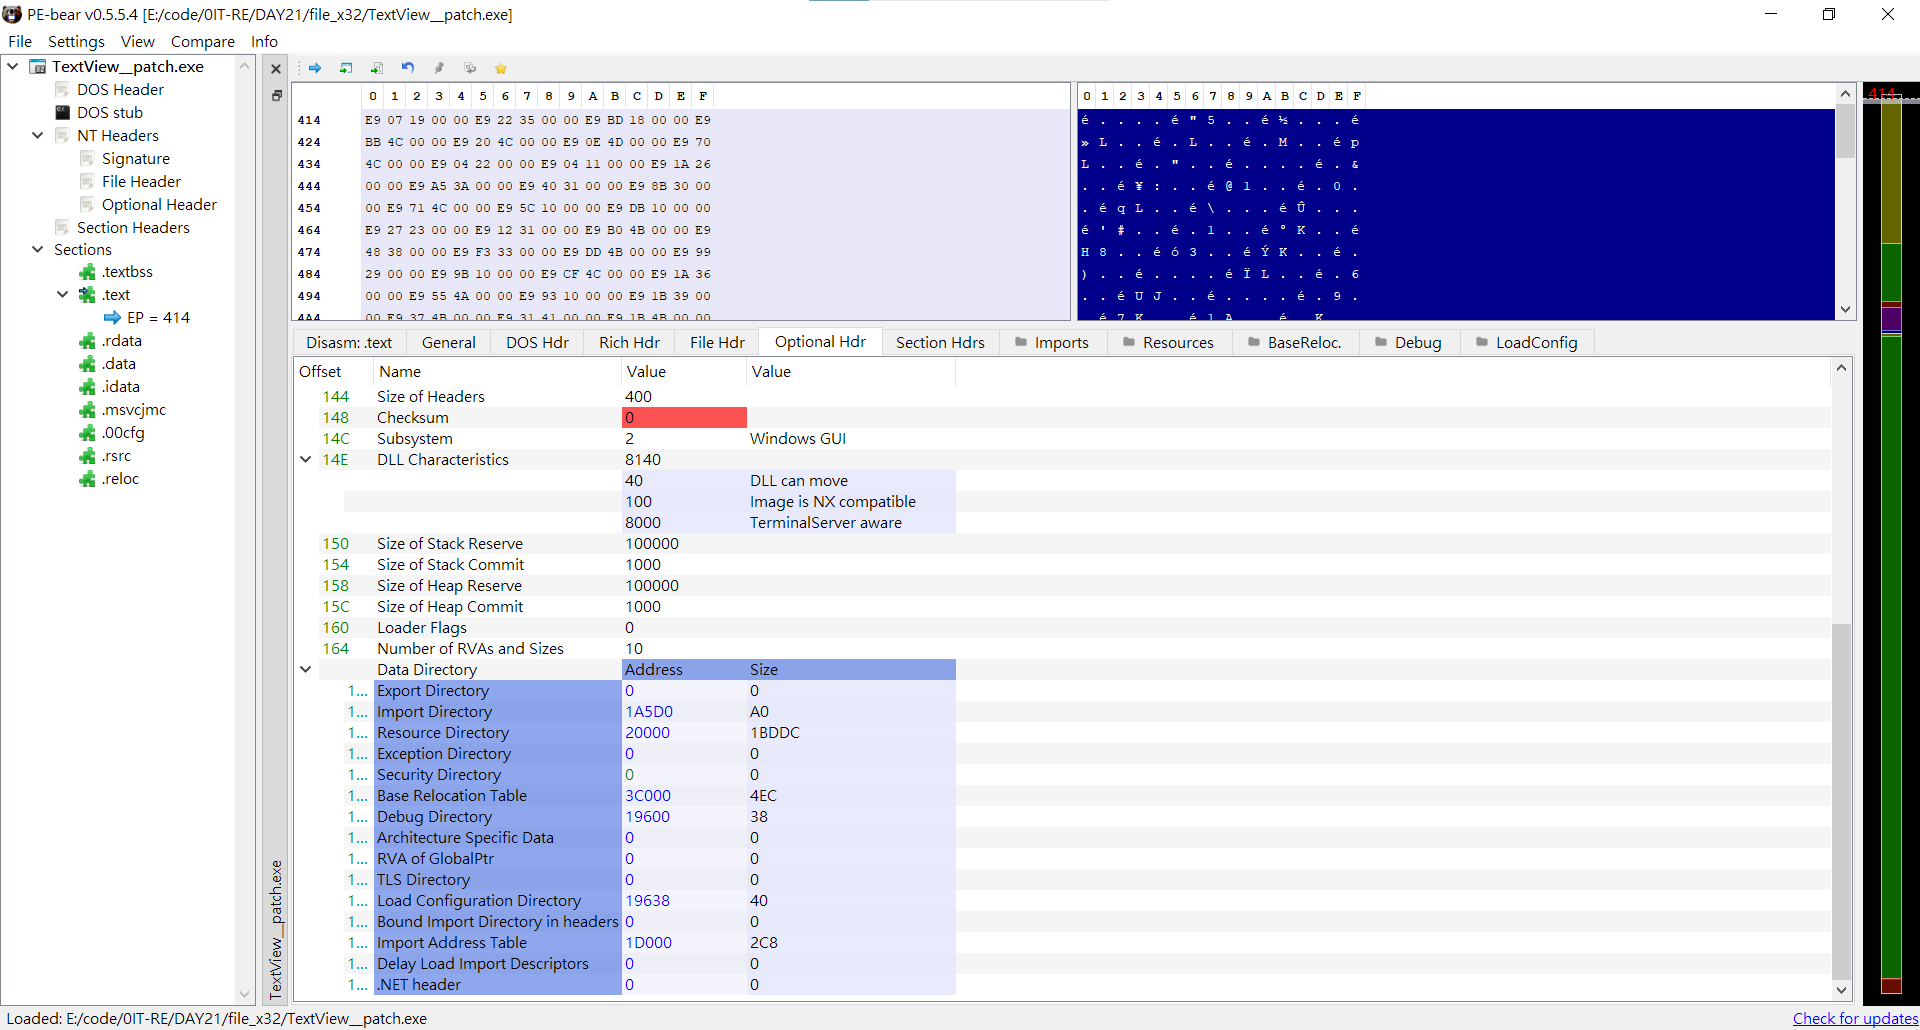 PE-bear v0.5.5.4 [E:/code/0IT-RE/DAY21/file_x32/TextView__patch.exe]
File Settings View Compare Info
TextView__patch.exe
DOS Header
DOS stub
NT Headers
Signature
File Header
Optional Header
Section Headers
Sections
.textbss
.text
EP = 414
.rdata
.data
.idata
.msvcjmc
.00cfg
.rsrc
.reloc
TextView__patch.exe
0 1 2 3 4 5 6 7 8 9 A B C D E F
414 E9 07 19 00 00 E9 22 35 00 00 E9 BD 18 00 00 E9
424 BB 4C 00 00 E9 20 4C 00 00 E9 0E 4D 00 00 E9 70
434 4C 00 00 E9 04 22 00 00 E9 04 11 00 00 E9 1A 26
444 00 00 E9 A5 3A 00 00 E9 40 31 00 00 E9 8B 30 00
454 00 E9 71 4C 00 00 E9 5C 10 00 00 E9 DB 10 00 00
464 E9 27 23 00 00 E9 12 31 00 00 E9 B0 4B 00 00 E9
474 48 38 00 00 E9 F3 33 00 00 E9 DD 4B 00 00 E9 99
484 29 00 00 E9 9B 10 00 00 E9 CF 4C 00 00 E9 1A 36
494 00 00 E9 55 4A 00 00 E9 93 10 00 00 E9 1B 39 00
4A4 00 E9 37 4B 00 00 E9 31 41 00 00 E9 1B 4B 00 00
0 1 2 3 4 5 6 7 8 9 A B C D E F
é . . . . é " 5 . . é ½ . . . é
» L . . é . L . . é . M . . é p
L . . é . " . . é . . . . é . &
. . é ¥ : . . é @ 1 . . é . 0 .
. é q L . . é \ . . . é Û . . .
é ' # . . é . 1 . . é ° K . . é
H 8 . . é ó 3 . . é Ý K . . é .
) . . é . . . . é Ï L . . é . 6
. . é U J . . é . . . . é . 9 .
. é 7 K . . é 1 A . . é . K . .
414
Disasm: .text General DOS Hdr Rich Hdr File Hdr Optional Hdr Section Hdrs Imports Resources BaseReloc. Debug LoadConfig
Offset Name Value Value
144 Size of Headers 400
148 Checksum 0
14C Subsystem 2 Windows GUI
14E DLL Characteristics 8140
40 DLL can move
100 Image is NX compatible
8000 TerminalServer aware
150 Size of Stack Reserve 100000
154 Size of Stack Commit 1000
158 Size of Heap Reserve 100000
15C Size of Heap Commit 1000
160 Loader Flags 0
164 Number of RVAs and Sizes 10
Data Directory Address Size
1... Export Directory 0 0
1... Import Directory 1A5D0 A0
1... Resource Directory 20000 1BDDC
1... Exception Directory 0 0
1... Security Directory 0 0
1... Base Relocation Table 3C000 4EC
1... Debug Directory 19600 38
1... Architecture Specific Data 0 0
1... RVA of GlobalPtr 0 0
1... TLS Directory 0 0
1... Load Configuration Directory 19638 40
1... Bound Import Directory in headers 0 0
1... Import Address Table 1D000 2C8
1... Delay Load Import Descriptors 0 0
1... .NET header 0 0
Loaded: E:/code/0IT-RE/DAY21/file_x32/TextView__patch.exe
Check for updates